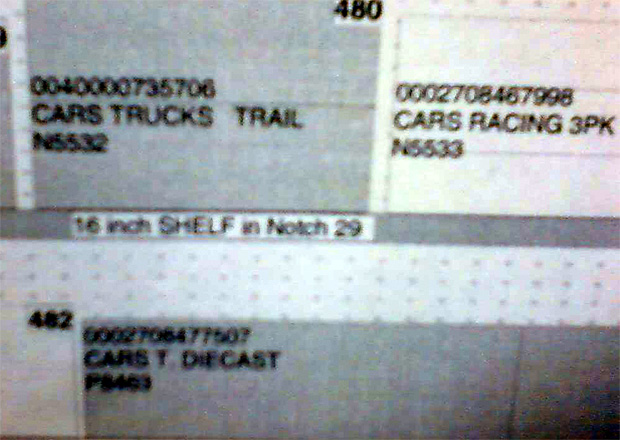 480
0040000735706
CARS TRUCKS TRAIL
N5532
0002708467998
CARS RACING 3PK
N5533
16 inch SHELF in Notch 29
482
0002708477507
CARS T. DIECAST
P8463